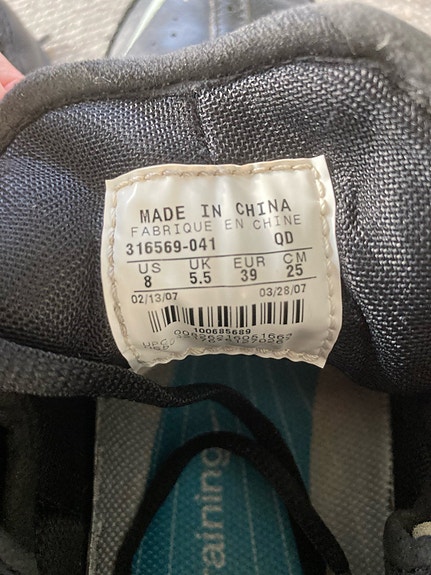 MADE IN CHINA
FABRIQUE EN CHINE
316569-041 QD
US UK EUR CM
8 5.5 39 25
02/13/07 03/28/07
100685689
raining